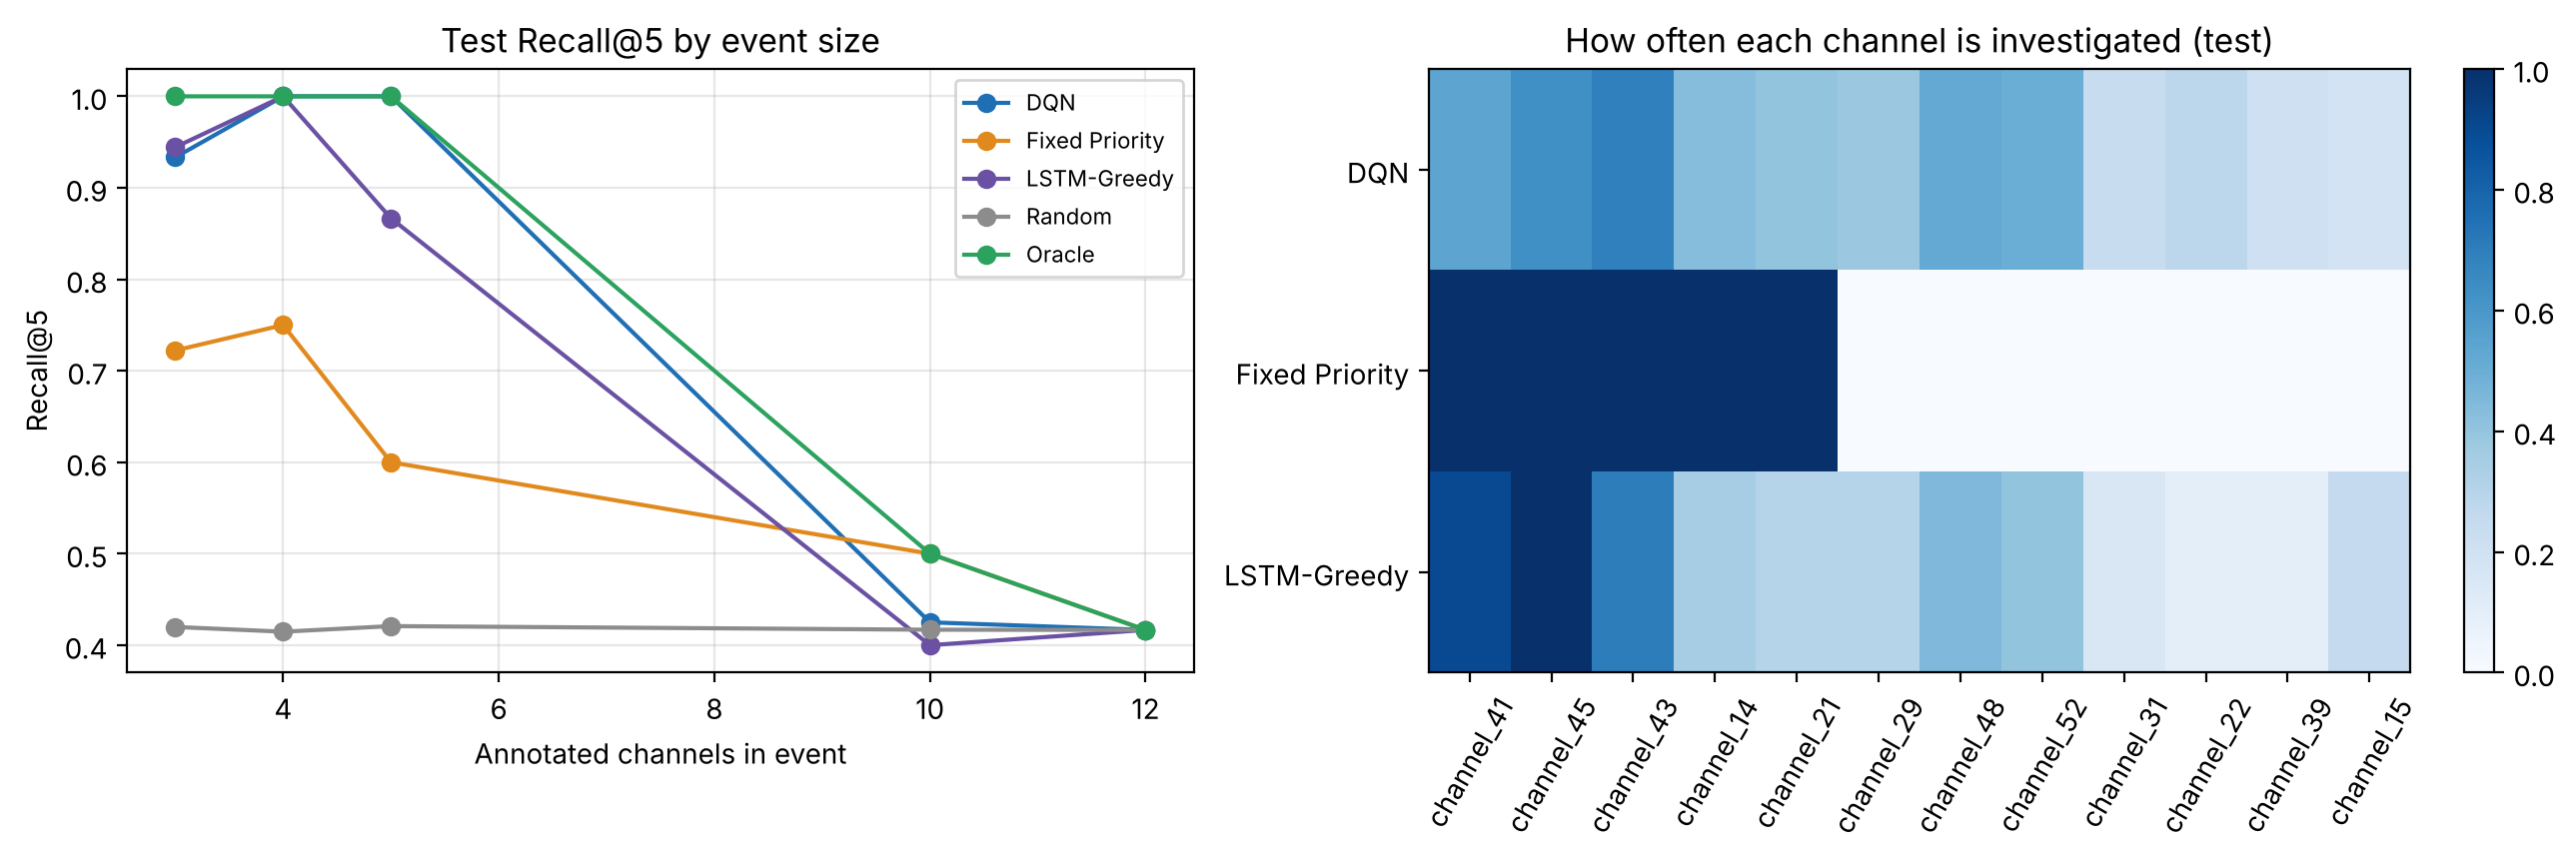 Test Recall@5 by event size
1.0
0.9
0.8
0.7
0.6
0.5
0.4
Recall@5
4
6
8
10
12
Annotated channels in event
DQN
Fixed Priority
LSTM-Greedy
Random
Oracle
How often each channel is investigated (test)
DQN
Fixed Priority
LSTM-Greedy
channel_41
channel_45
channel_43
channel_14
channel_21
channel_29
channel_48
channel_52
channel_31
channel_22
channel_39
channel_15
1.0
0.8
0.6
0.4
0.2
0.0